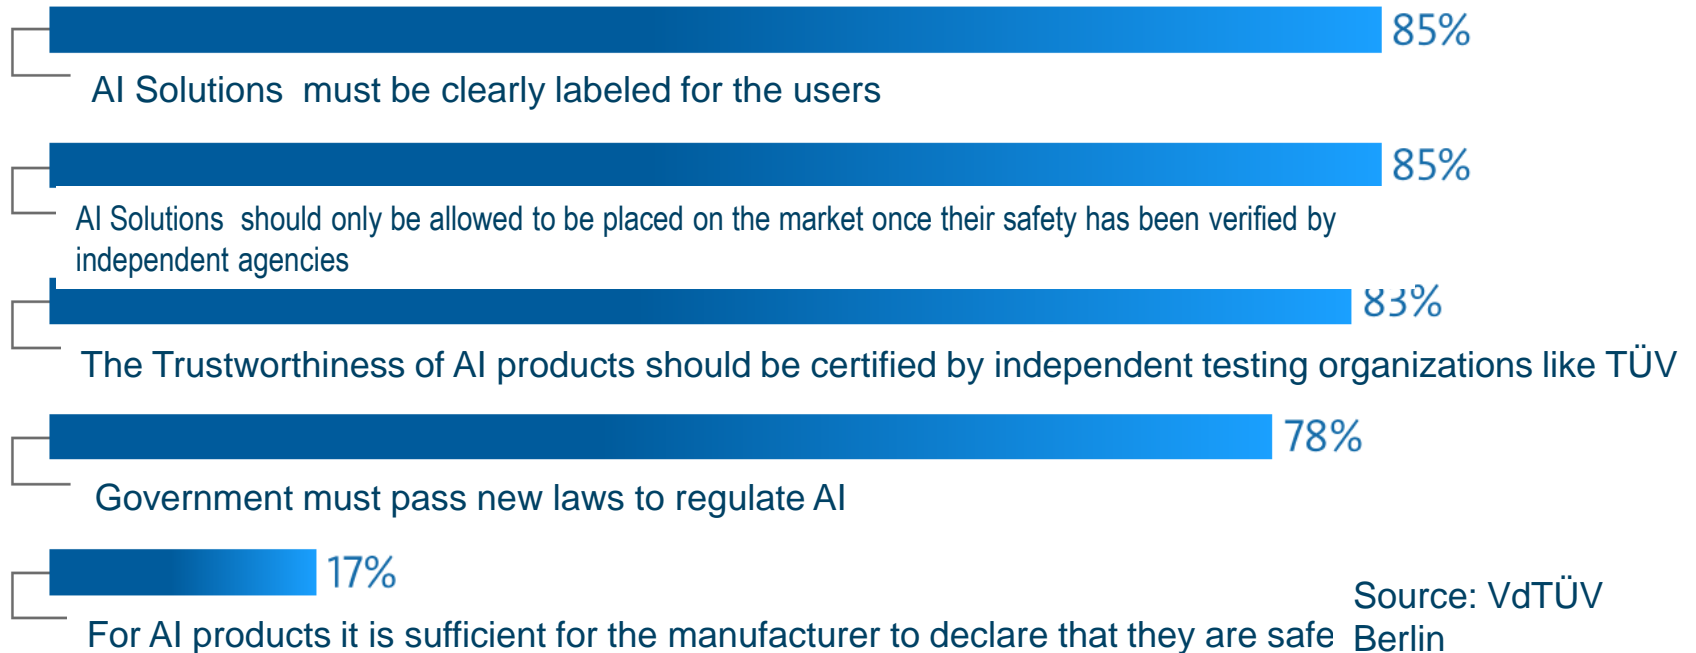 85%
AI Solutions must be clearly labeled for the users
85%
AI Solutions should only be allowed to be placed on the market once their safety has been verified by
independent agencies
83%
The Trustworthiness of AI products should be certified by independent testing organizations like TÜV
78%
Government must pass new laws to regulate AI
17%
For AI products it is sufficient for the manufacturer to declare that they are safe
Source: VdTÜV
Berlin